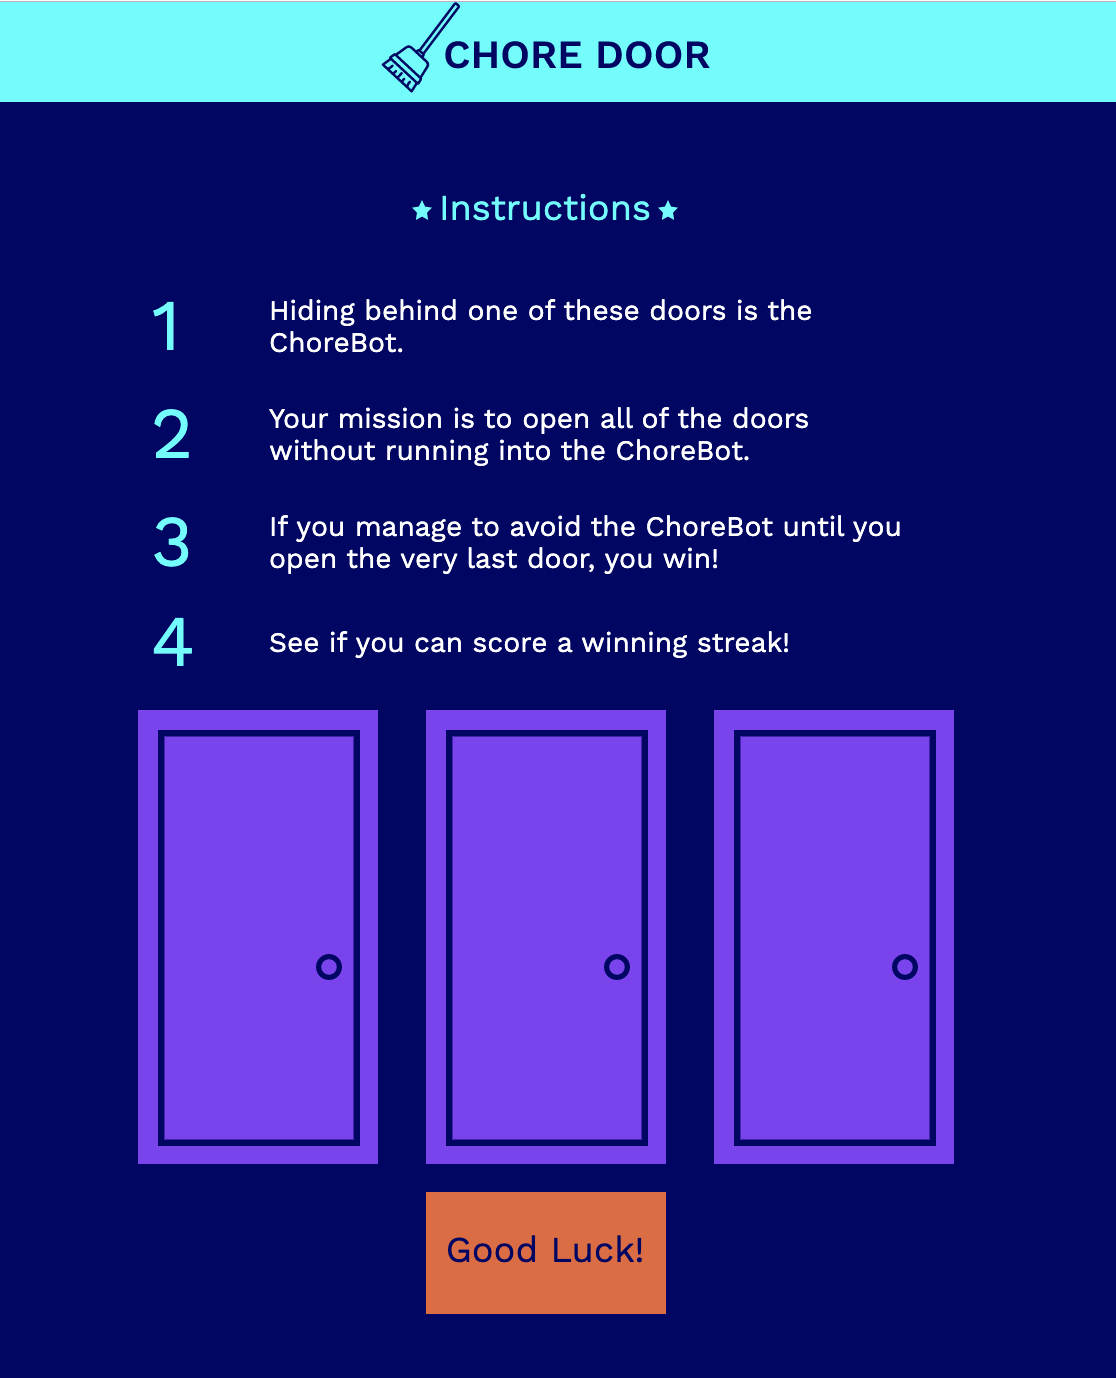 CHORE DOOR
Instructions
1
Hiding behind one of these doors is the
ChoreBot.
2
Your mission is to open all of the doors
without running into the ChoreBot.
3
If you manage to avoid the ChoreBot until you
open the very last door, you win!
4
See if you can score a winning streak!
Good Luck!